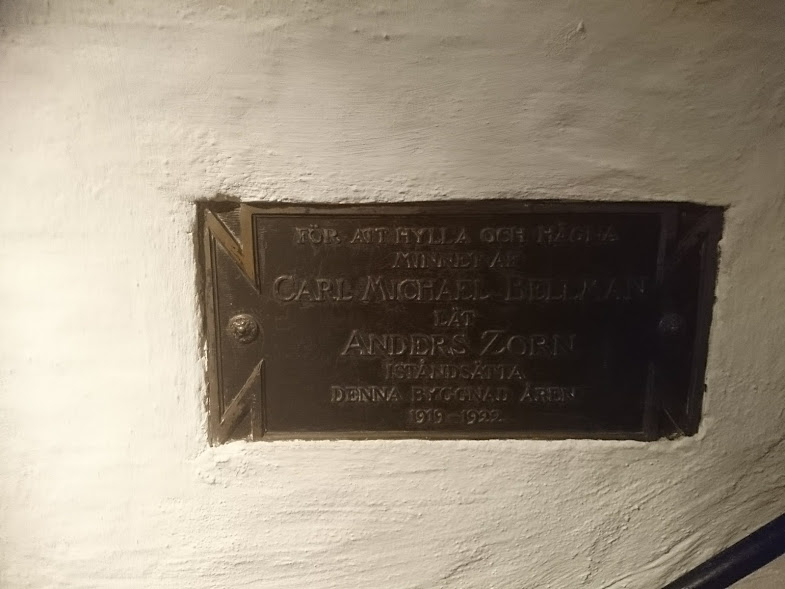 FÖR ATT HYLLA OCH HÄGNA
MINNET AF
CARL MICHAEL BELLMAN
LÄT
ANDERS ZORN
ISTÅNDSÄTTA
DENNA BYGGNAD ÅREN
1919–1922